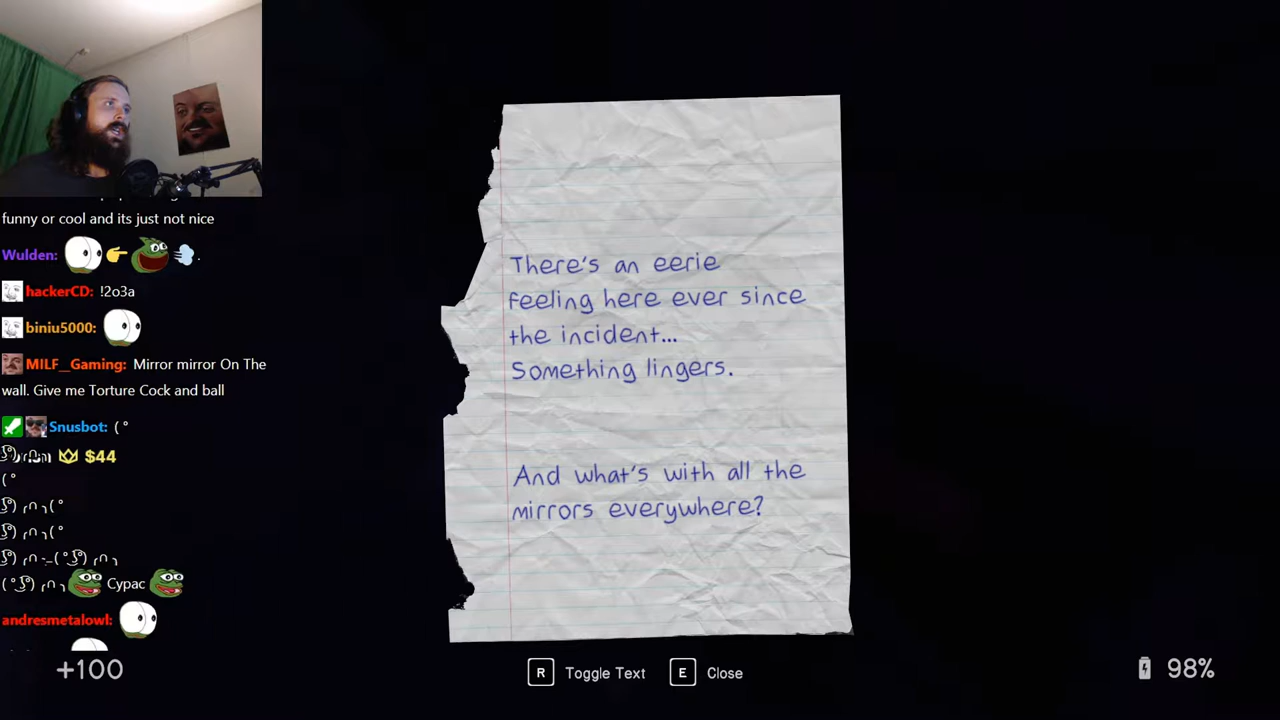 funny or cool and its just not nice
Wulden: .
hackerCD: !2o3a
biniu5000:
MILF_Gaming: Mirror mirror On The
wall. Give me Torture Cock and ball
Snusbot: ( °
$44
Cypac
andresmetalowl:
There's an eerie
feeling here ever since
the incident...
Something lingers.
And what's with all the
mirrors everywhere?
+100
R Toggle Text E Close
98%